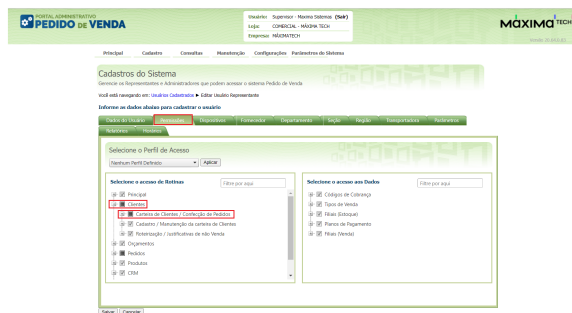 PORTAL ADMINISTRATIVO
PEDIDO DE VENDA
Usuário: Supervisor - Maxima Sistemas (Sair)
Loja: COMERCIAL - MÁXIMA TECH
Empresa: MÁXIMATECH
MÁXIMA TECH
Principal Cadastro Consultas Manutenção Configurações Parâmetros do Sistema
Cadastros do Sistema
Gerencie os Representantes e Administradores que podem acessar o sistema Pedido de Venda
Você está navegando em: Usuários Cadastrados ► Editar Usuário Representante
Informe os dados abaixo para cadastrar o usuário
Dados do Usuário Permissões Dispositivos Fornecedor Departamento Seção Região Transportadora Parâmetros
Relatórios Horários
Selecione o Perfil de Acesso
Nenhum Perfil Definido Aplicar
Selecione o acesso de Rotinas Filtre por aqui
Principal
Clientes
Carteira de Clientes / Confecção de Pedidos
Cadastro / Manutenção da carteira de Clientes
Roteirização / Justificativas de não Venda
Orçamentos
Pedidos
Produtos
CRM
Selecione o acesso aos Dados Filtre por aqui
Códigos de Cobrança
Tipos de Venda
Filiais (Estoque)
Planos de Pagamento
Filiais (Venda)
Salvar Cancelar